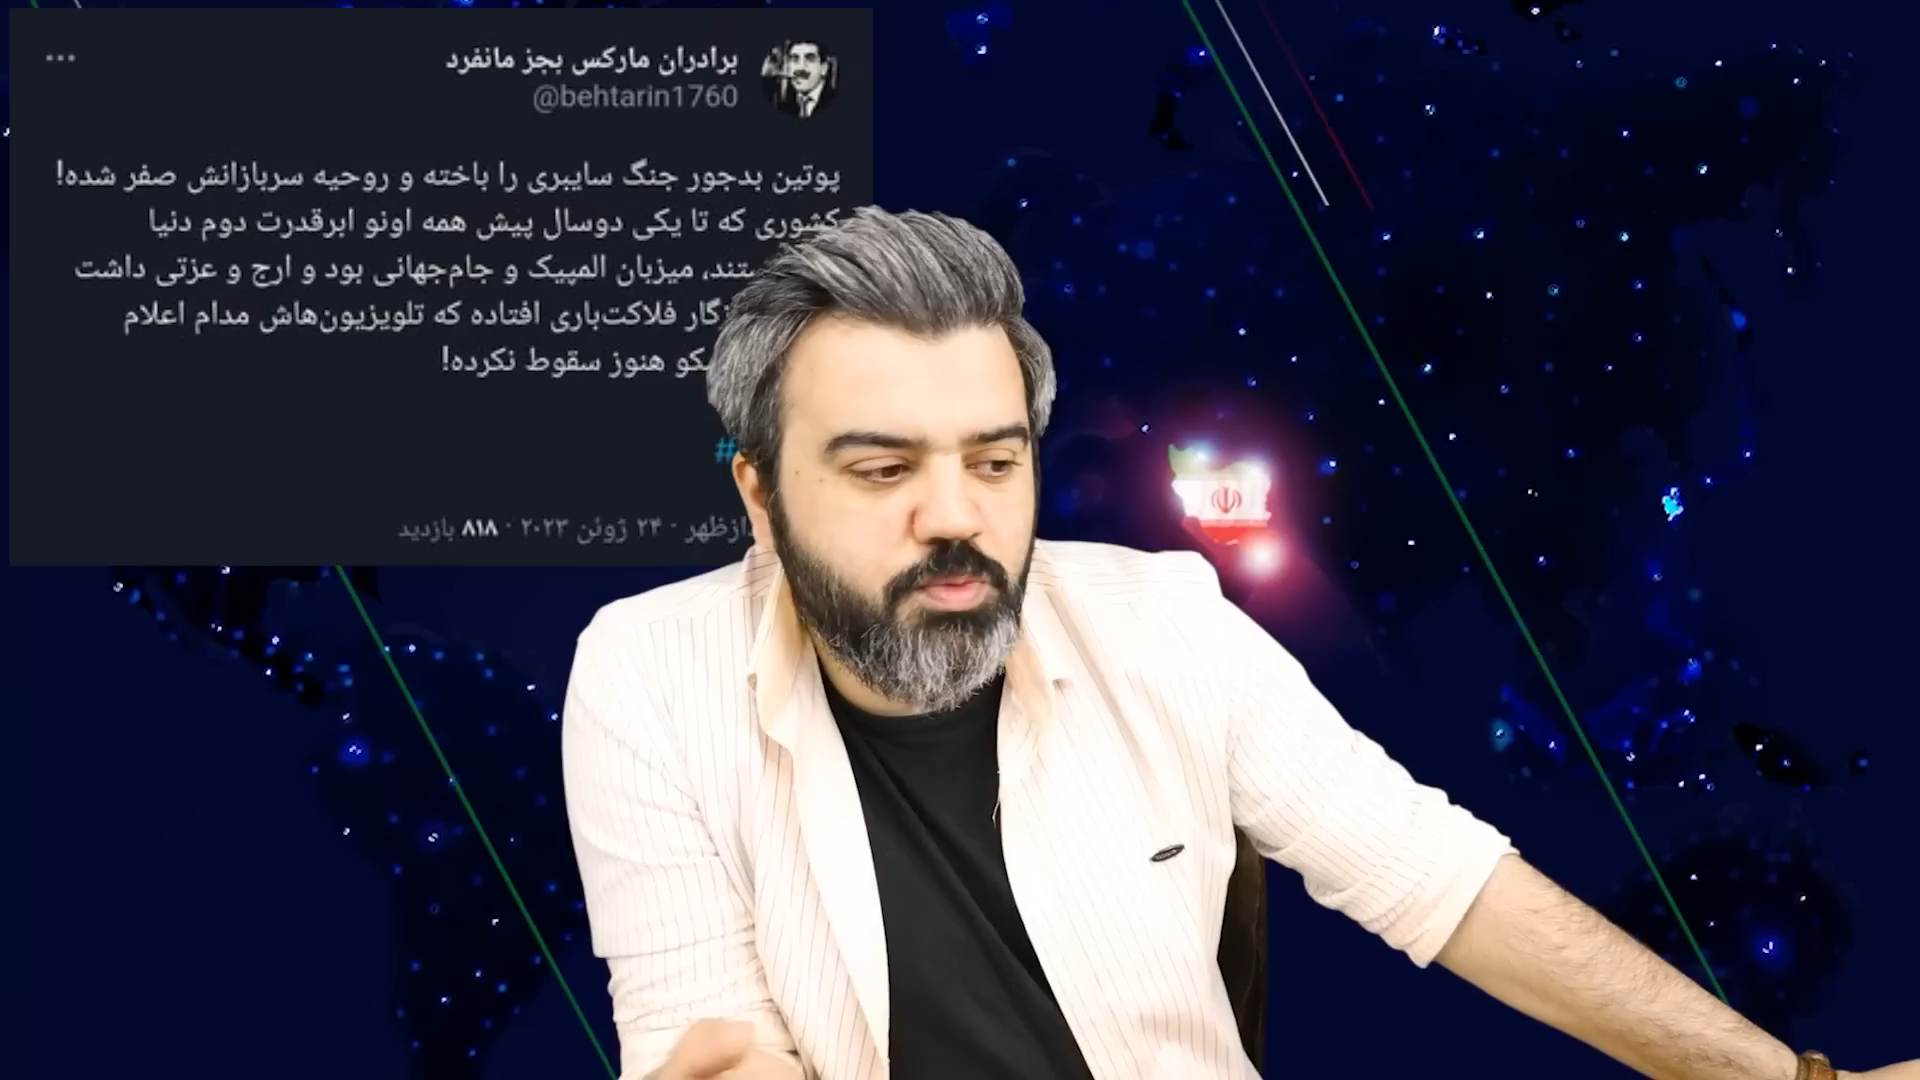 برادران مارکس بجز مانفرد
@behtarin1760
پوتین بدجور جنگ سایبری را باخته و روحیه سربازانش صفر شده!
کشوری که تا یکی دوسال پیش همه اونو ابرقدرت دوم دنیا
میزبان المپیک و جام‌جهانی بود و ارج و عزتی داشت
فلاکت‌باری افتاده که تلویزیون‌هاش مدام اعلام
هنوز سقوط نکرده!
#
۲۴ ژوئن ۲۰۲۳ · ۸۱۸ بازدید